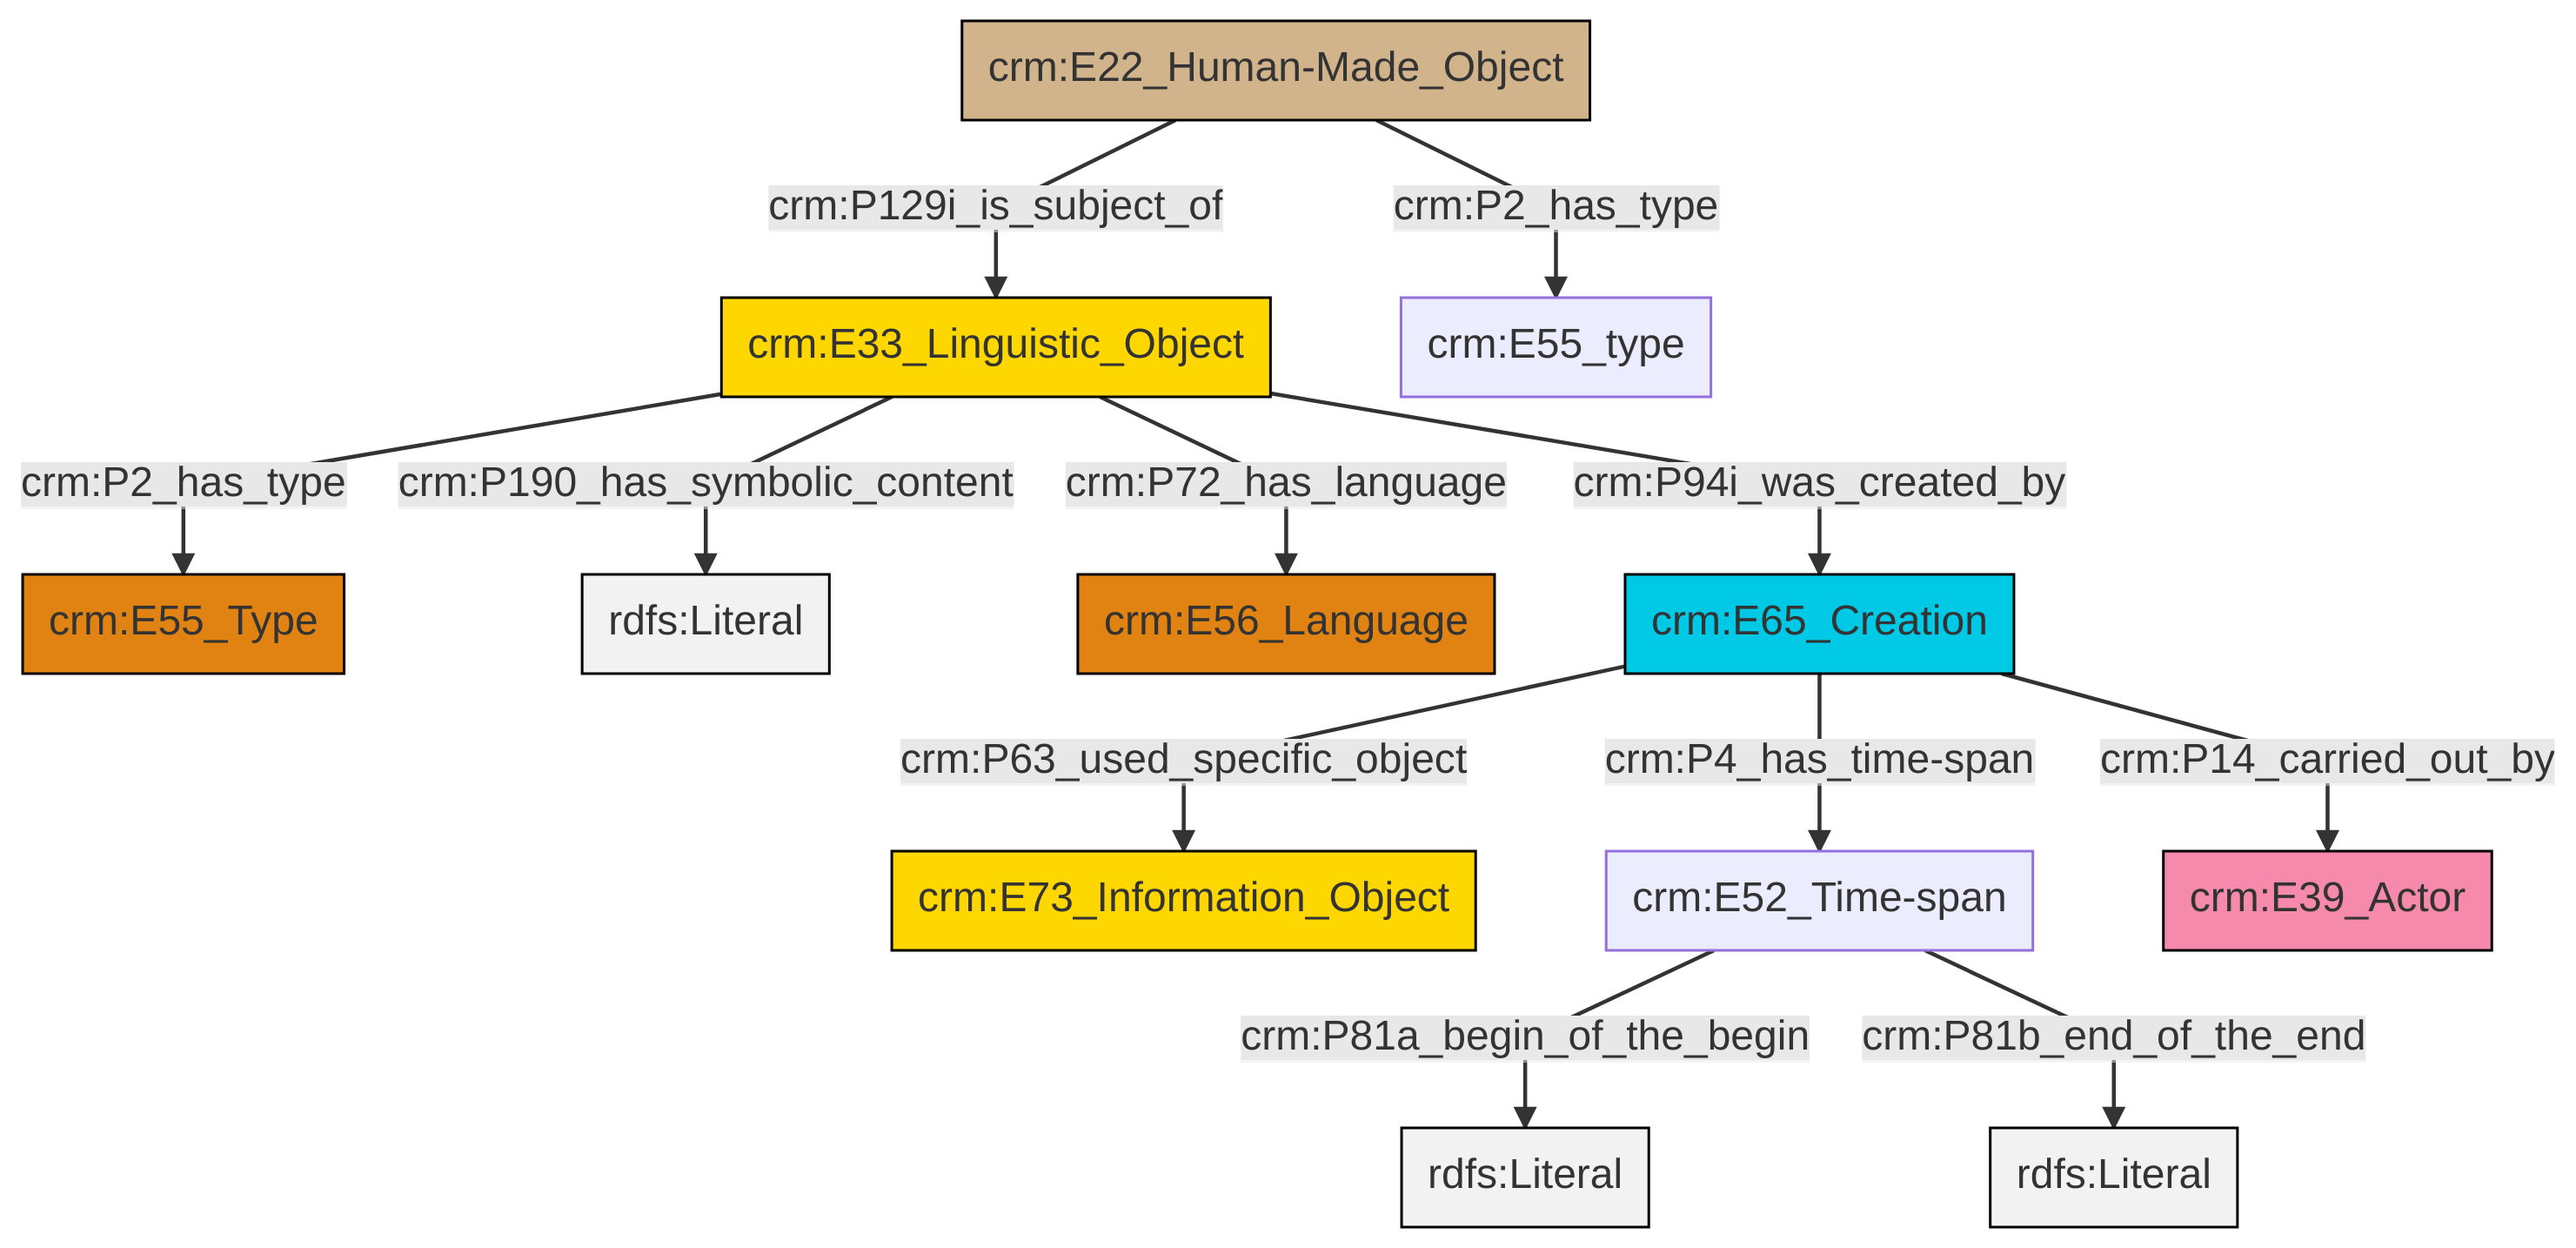 crm:E22_Human-Made_Object
crm:P129i_is_subject_of
crm:P2_has_type
crm:E33_Linguistic_Object
crm:E55_type
crm:P2_has_type
crm:P190_has_symbolic_content
crm:P72_has_language
crm:P94i_was_created_by
crm:E55_Type
rdfs:Literal
crm:E56_Language
crm:E65_Creation
crm:P63_used_specific_object
crm:P4_has_time-span
crm:P14_carried_out_by
crm:E73_Information_Object
crm:E52_Time-span
crm:E39_Actor
crm:P81a_begin_of_the_begin
crm:P81b_end_of_the_end
rdfs:Literal
rdfs:Literal